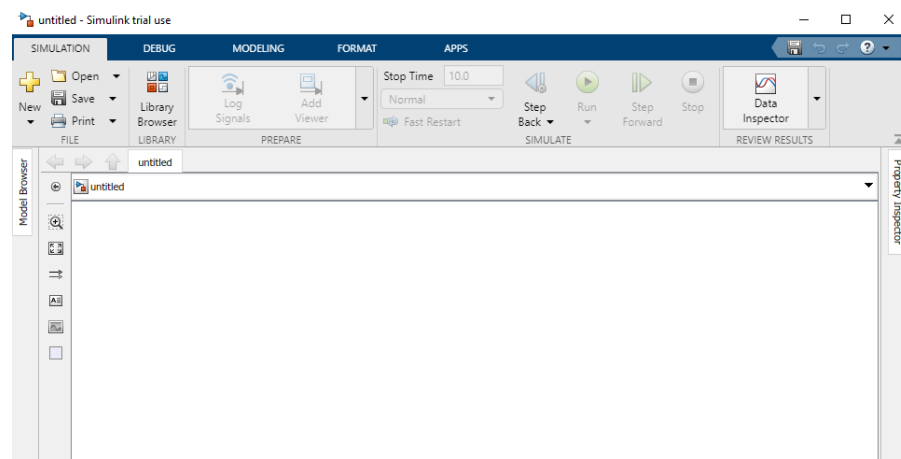 untitled - Simulink trial use
SIMULATION DEBUG MODELING FORMAT APPS
New
Open
Save
Print
FILE
Library
Browser
LIBRARY
Log
Signals
Add
Viewer
PREPARE
Stop Time 10.0
Normal
Fast Restart
Step
Back
Run
Step
Forward
Stop
SIMULATE
Data
Inspector
REVIEW RESULTS
Model Browser
untitled
untitled
Property Inspector